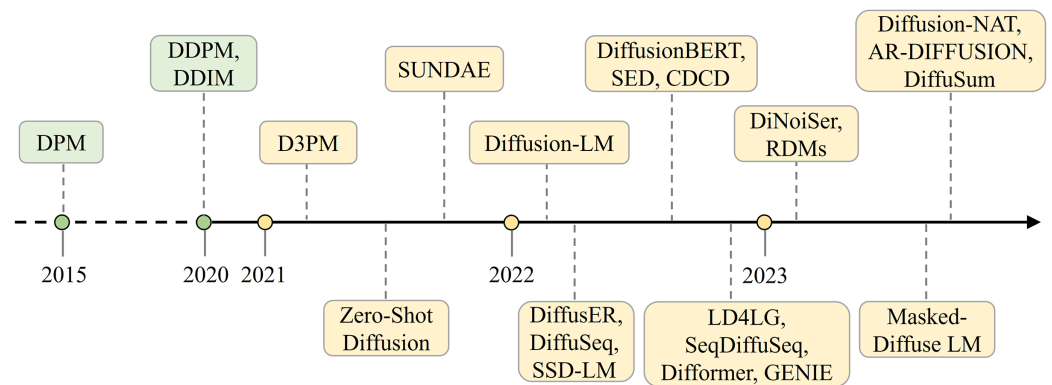 DDPM,
DDIM
SUNDAE
DiffusionBERT,
SED, CDCD
Diffusion-NAT,
AR-DIFFUSION,
DiffuSum
DPM
D3PM
Diffusion-LM
DiNoiSer,
RDMs
2015
2020
2021
2022
2023
Zero-Shot
Diffusion
DiffusER,
DiffuSeq,
SSD-LM
LD4LG,
SeqDiffuSeq,
Difformer, GENIE
Masked-
Diffuse LM